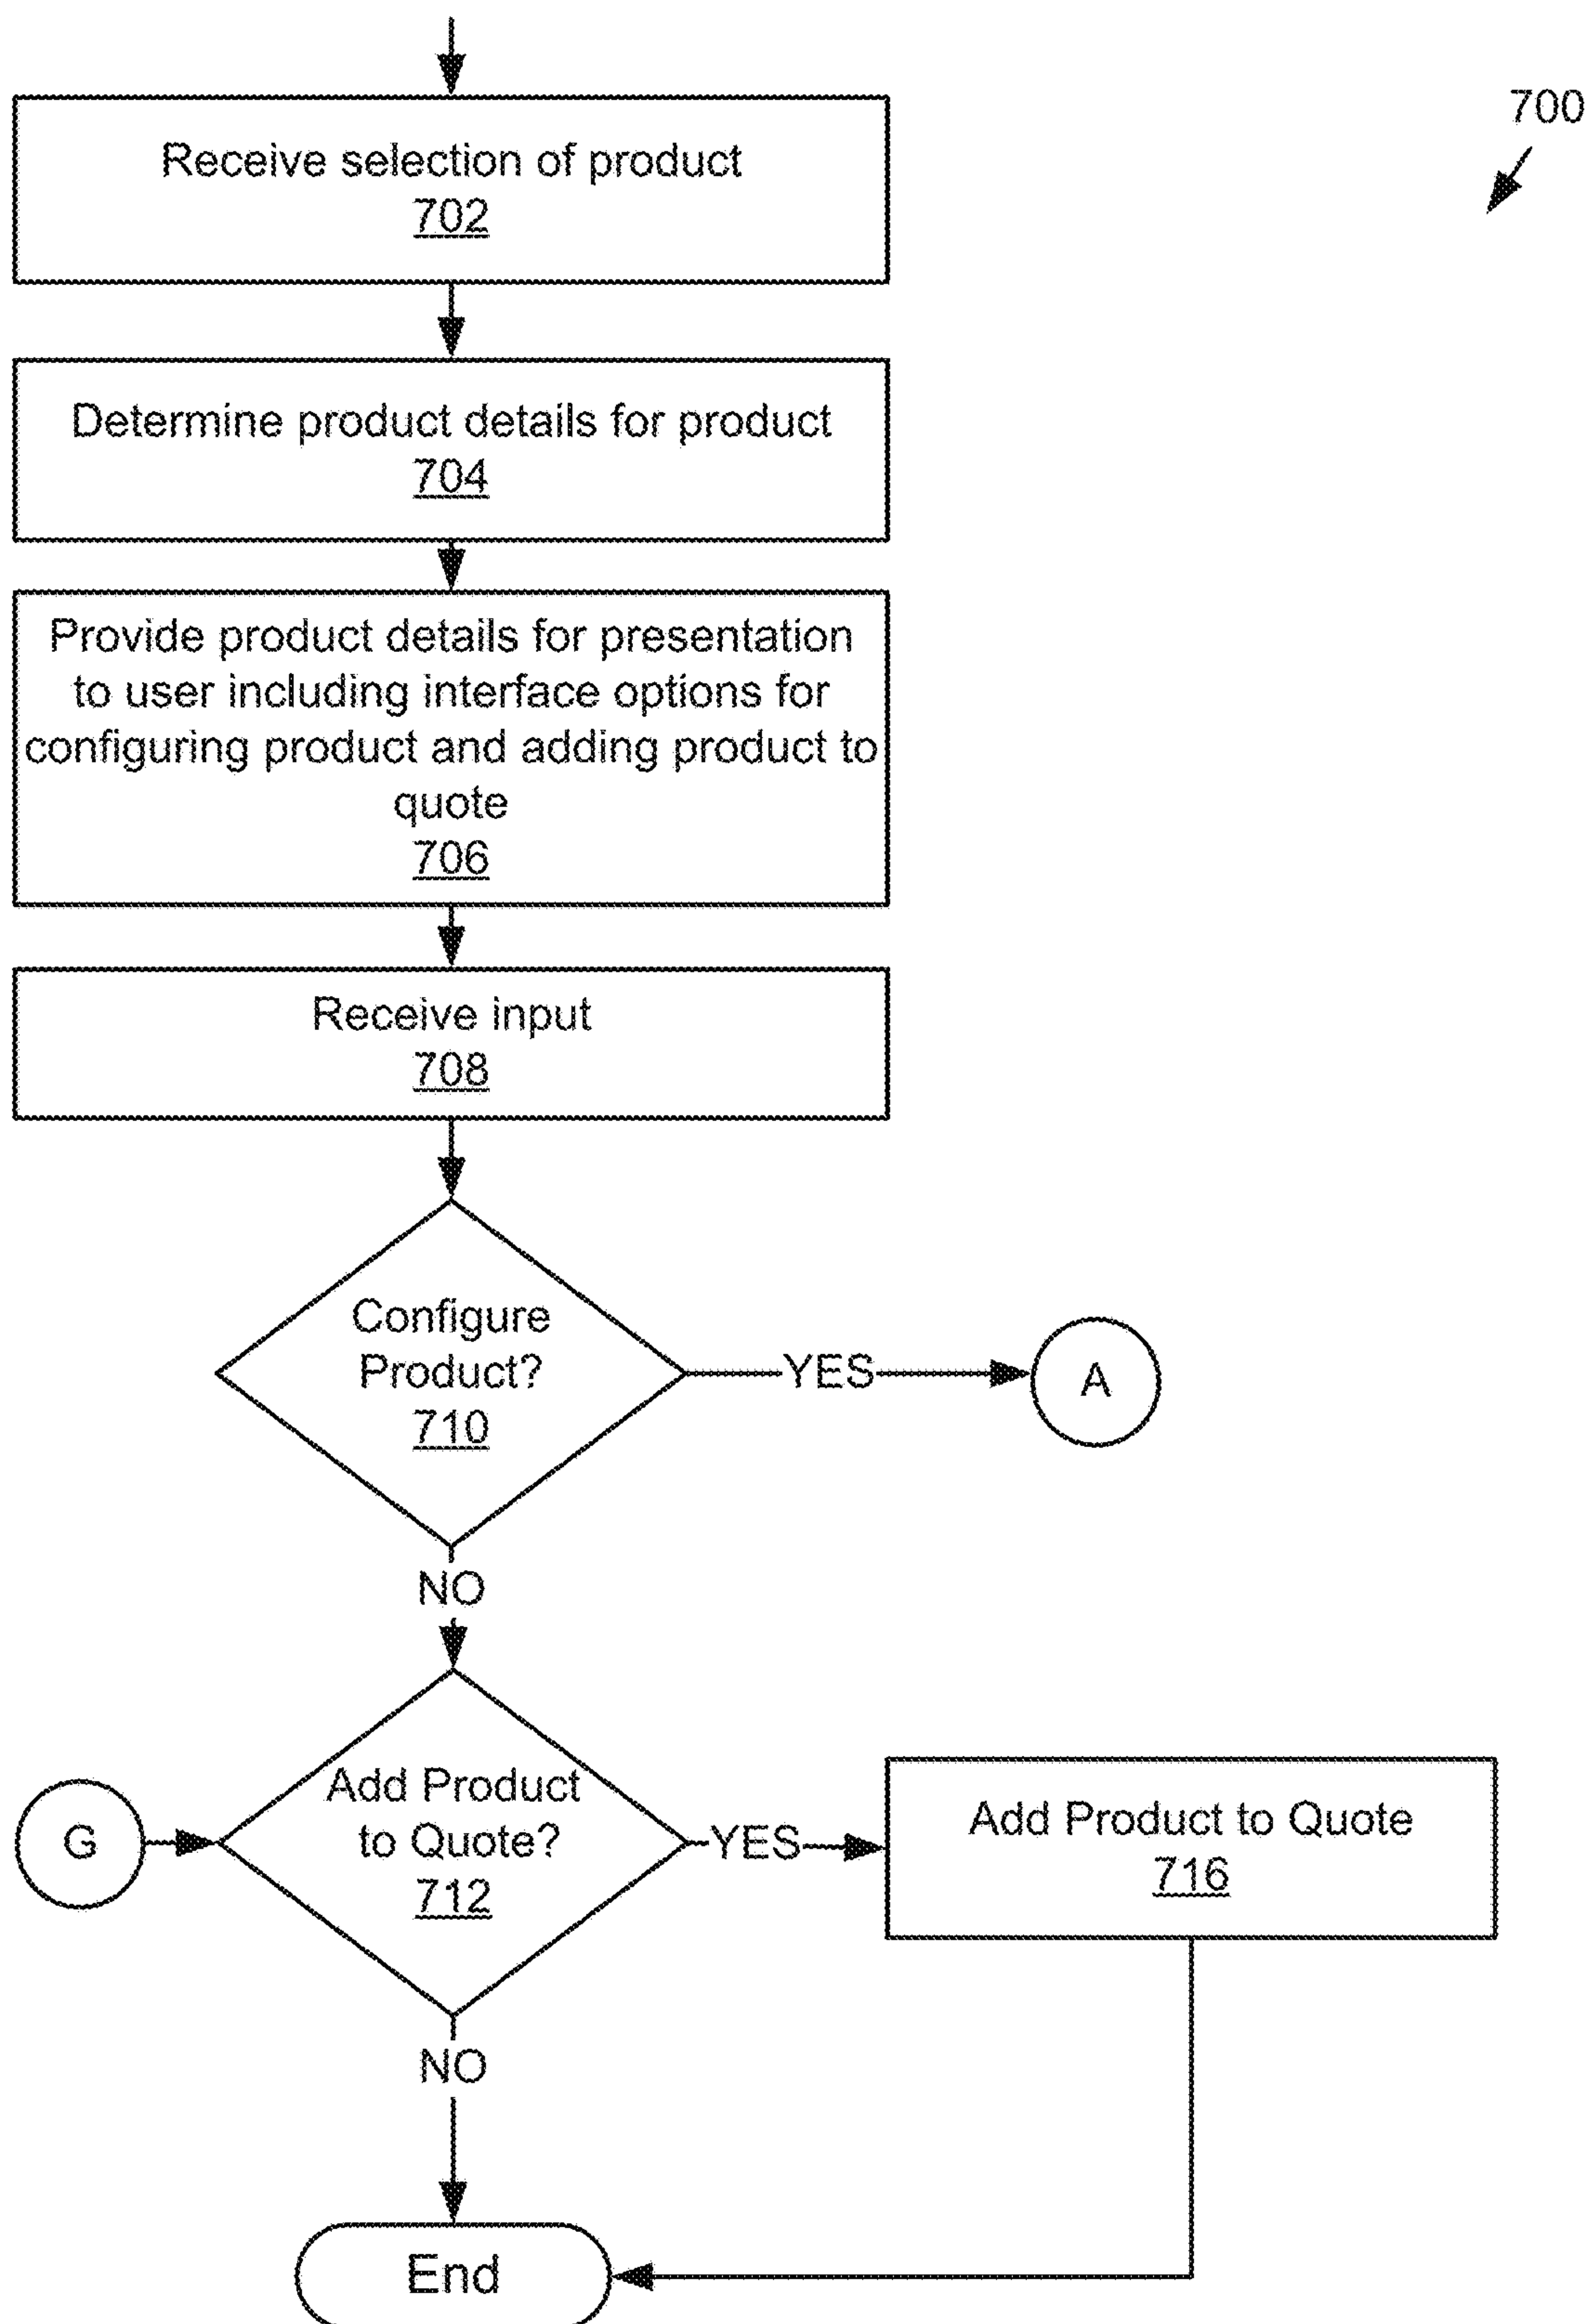 700
Receive selection of product
702
Determine product details for product
704
Provide product details for presentation
to user including interface options for
configuring product and adding product to
quote
706
Receive input
708
Configure
Product?
710
YES
A
NO
G
Add Product
to Quote?
712
YES
Add Product to Quote
716
NO
End